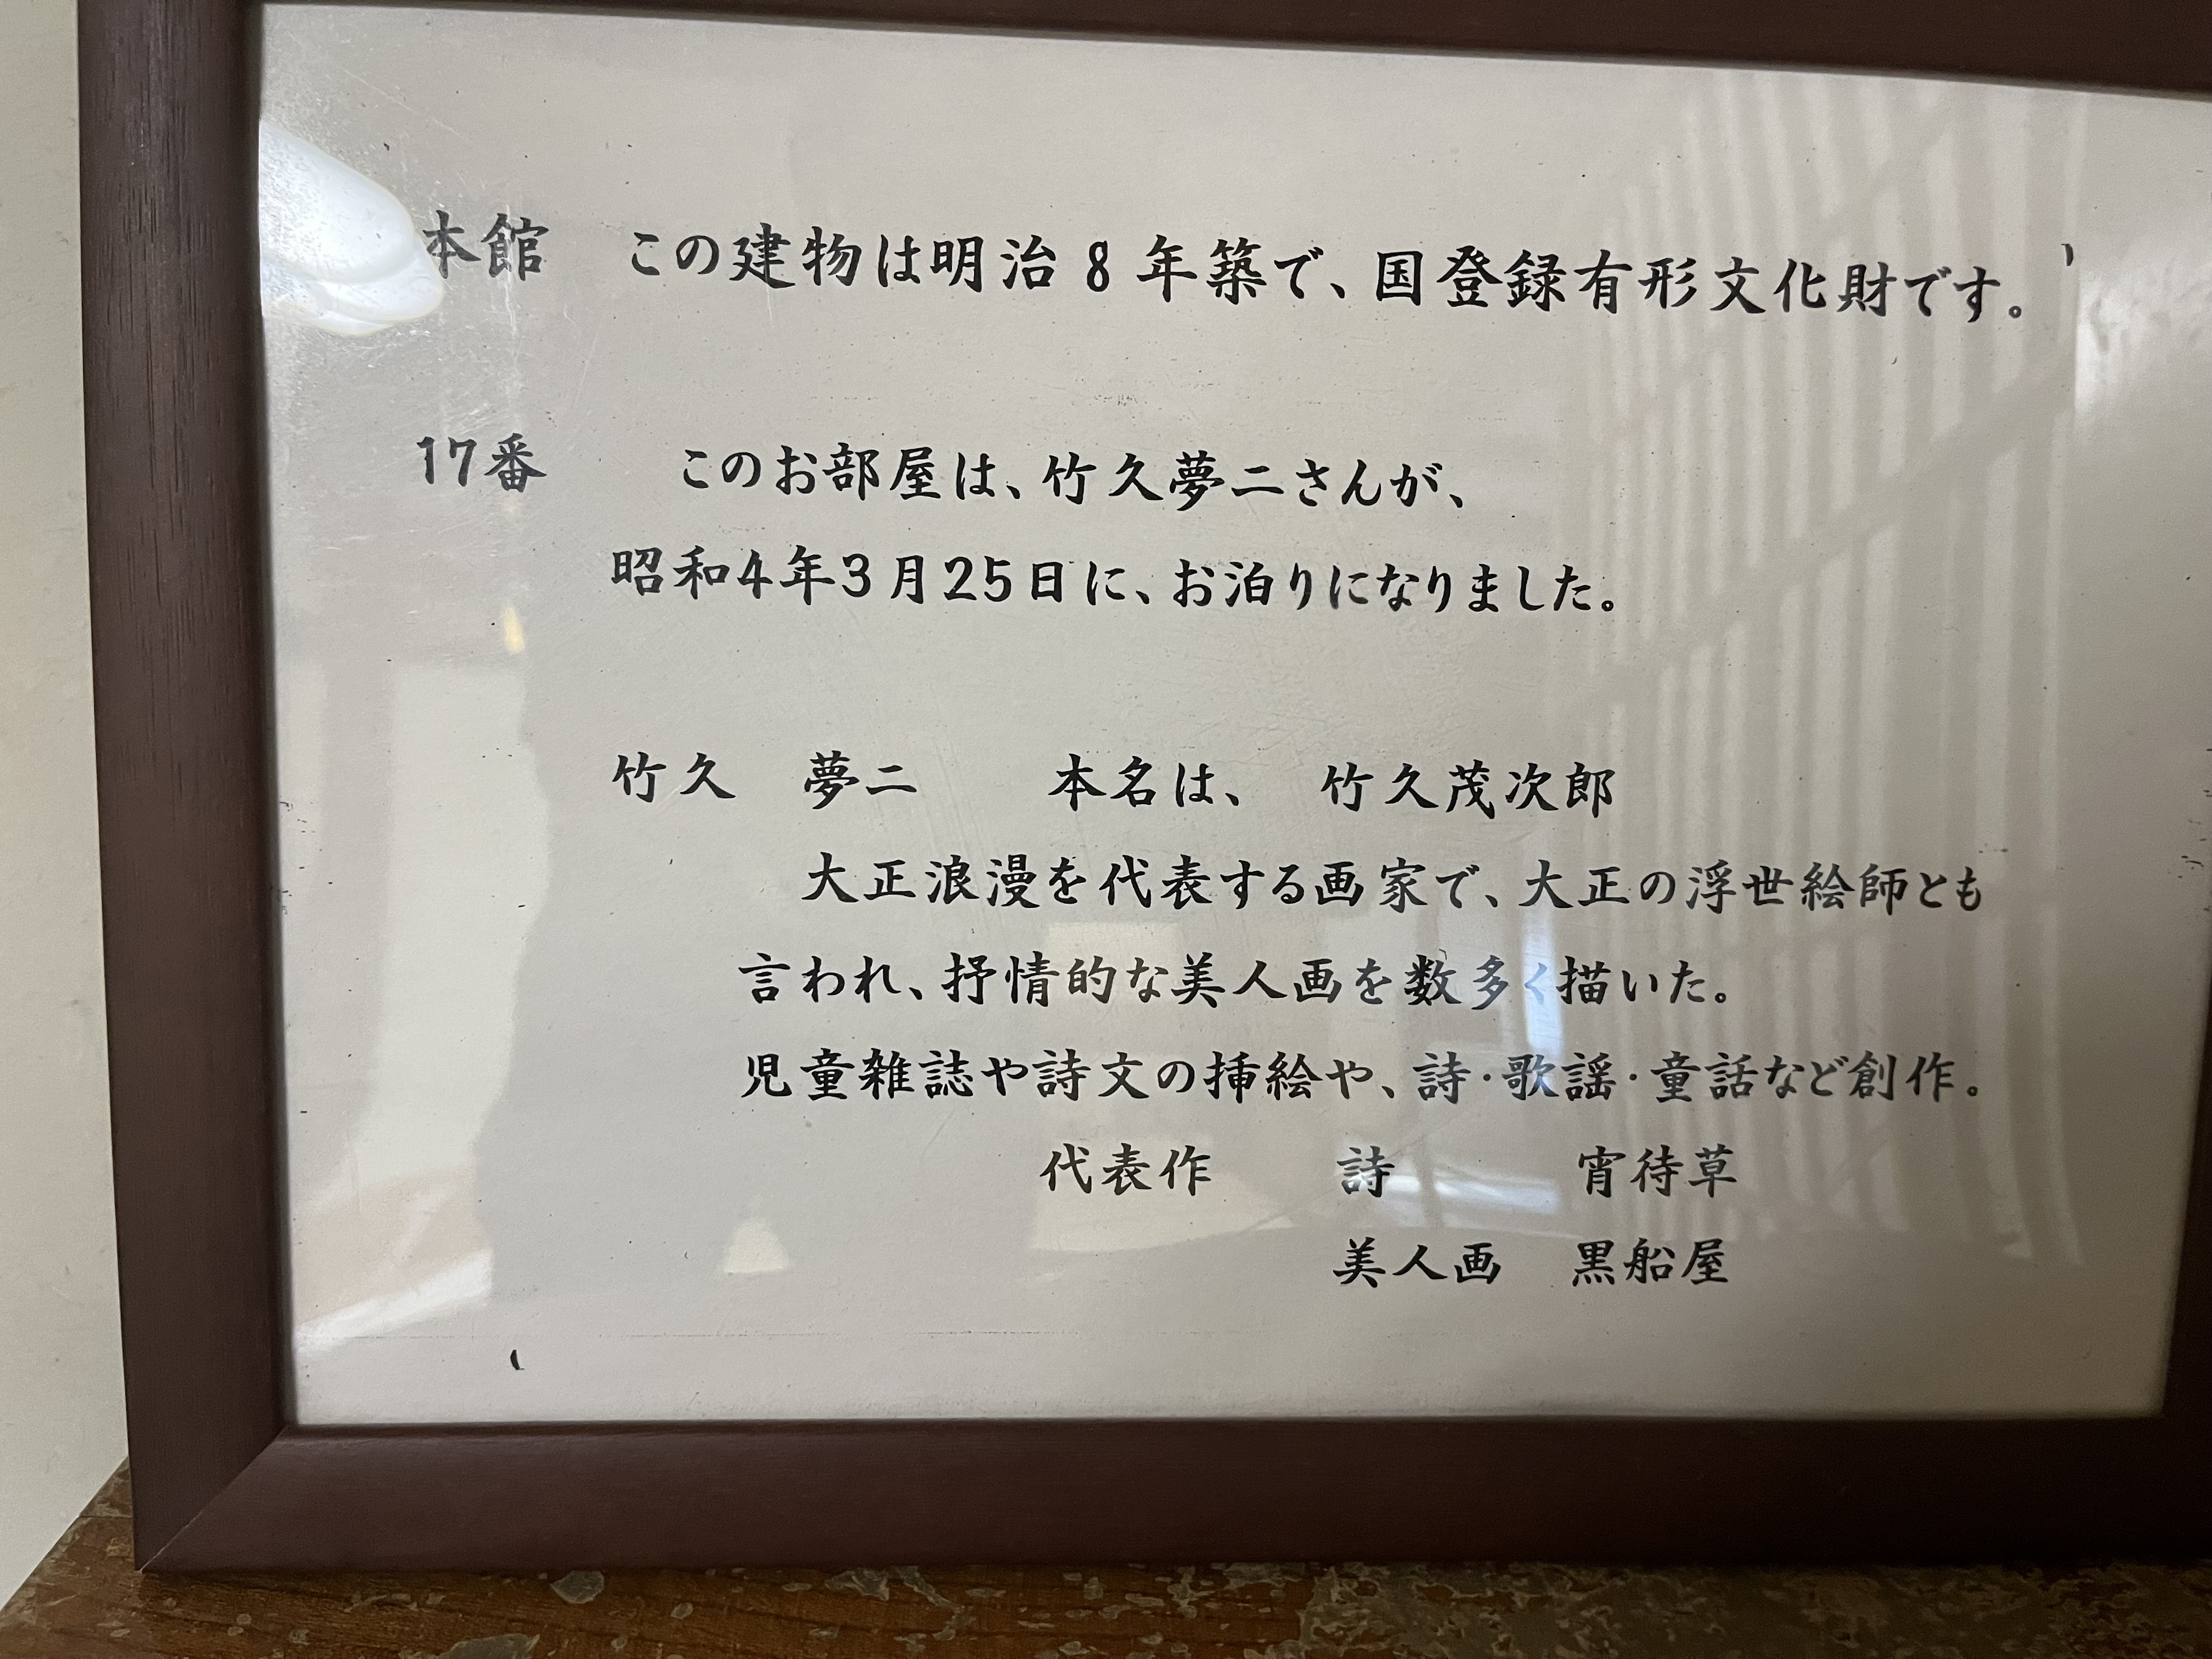 本館　この建物は明治8年築で、国登録有形文化財です。
17番　このお部屋は、竹久夢二さんが、
昭和4年3月25日に、お泊りになりました。
竹久　夢二　　本名は、　竹久茂次郎
大正浪漫を代表する画家で、大正の浮世絵師とも
言われ、抒情的な美人画を数多く描いた。
児童雑誌や詩文の挿絵や、詩・歌謡・童話など創作。
代表作　　詩　　　宵待草
美人画　黒船屋